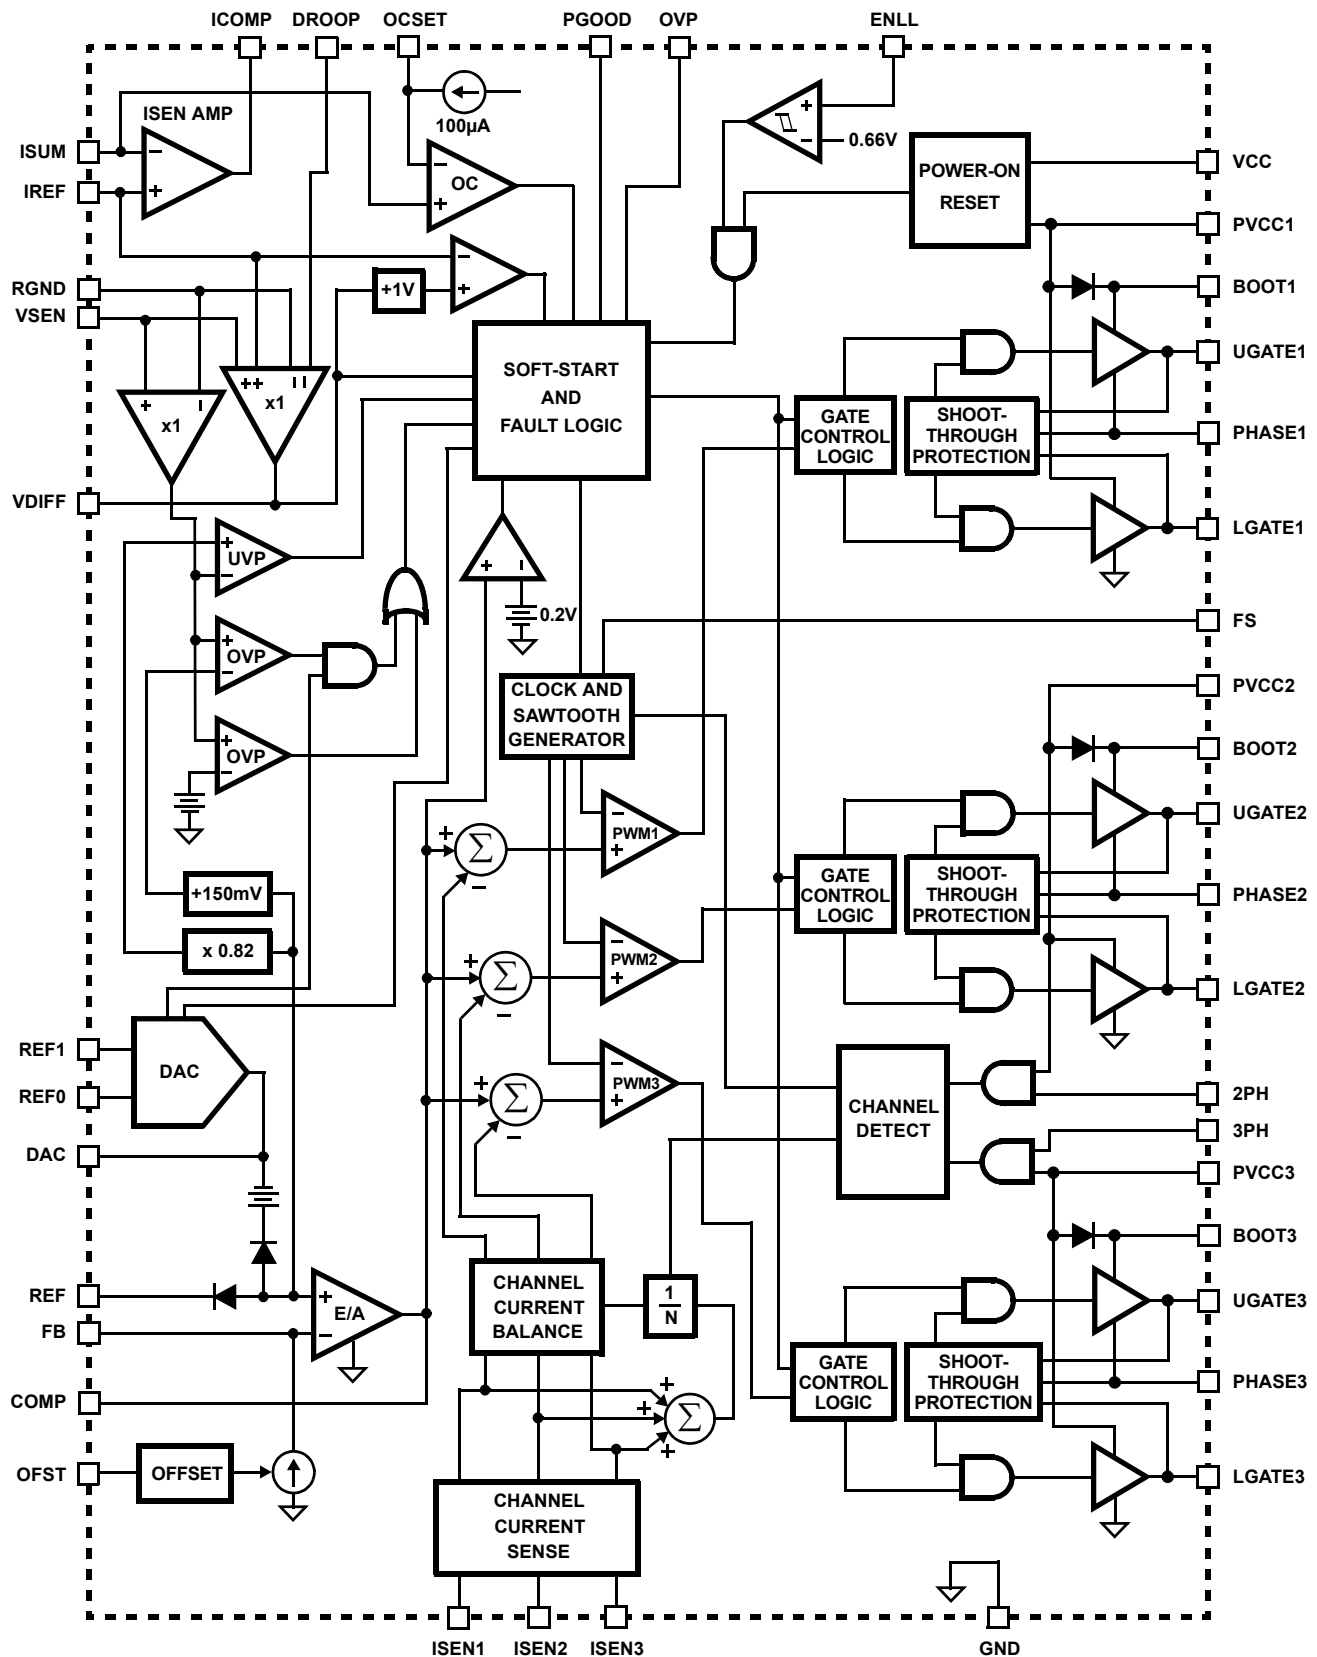 ICOMP DROOP OCSET PGOOD OVP ENLL
ISEN AMP
100µA
ISUM
IREF
− +
OC
− +
+ −
0.66V
POWER-ON
RESET
VCC
PVCC1
RGND
VSEN
+1V
− +
BOOT1
UGATE1
PHASE1
LGATE1
+ −
x1
++ − −
x1
SOFT-START
AND
FAULT LOGIC
GATE
CONTROL
LOGIC
SHOOT-
THROUGH
PROTECTION
VDIFF
+ −
UVP
+ −
0.2V
+ −
OVP
FS
CLOCK AND
SAWTOOTH
GENERATOR
PVCC2
+ −
OVP
BOOT2
UGATE2
PHASE2
LGATE2
+ −
Σ
− +
PWM1
+150mV
x 0.82
GATE
CONTROL
LOGIC
SHOOT-
THROUGH
PROTECTION
+ −
Σ
− +
PWM2
REF1
REF0
DAC
+ −
Σ
− +
PWM3
CHANNEL
DETECT
2PH
3PH
PVCC3
DAC
BOOT3
UGATE3
PHASE3
LGATE3
REF
FB
+ −
E/A
CHANNEL
CURRENT
BALANCE
1
N
GATE
CONTROL
LOGIC
SHOOT-
THROUGH
PROTECTION
COMP
+ + +
Σ
OFST
OFFSET
CHANNEL
CURRENT
SENSE
ISEN1 ISEN2 ISEN3
GND